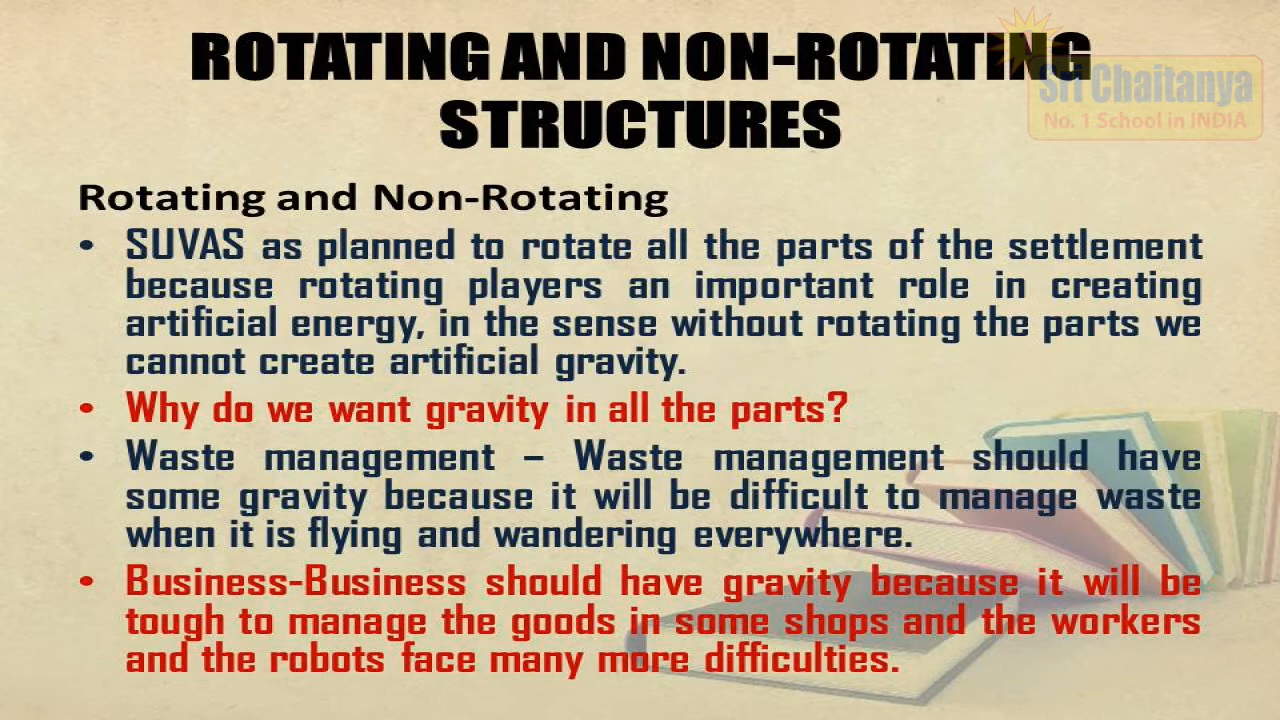 ROTATING AND NON-ROTATING
STRUCTURES
Sri Chaitanya
No. 1 School in INDIA
Rotating and Non-Rotating
• SUVAS as planned to rotate all the parts of the settlement
because rotating players an important role in creating
artificial energy, in the sense without rotating the parts we
cannot create artificial gravity.
• Why do we want gravity in all the parts?
• Waste management – Waste management should have
some gravity because it will be difficult to manage waste
when it is flying and wandering everywhere.
• Business-Business should have gravity because it will be
tough to manage the goods in some shops and the workers
and the robots face many more difficulties.